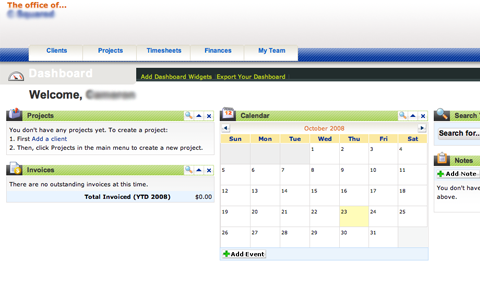 The office of...
Clients Projects Timesheets Finances My Team
Dashboard
Add Dashboard Widgets Export Your Dashboard
Welcome,
Projects
You don't have any projects yet. To create a project:
1. First Add a client
2. Then, click Projects in the main menu to create a new project.
Invoices
There are no outstanding invoices at this time.
Total Invoiced (YTD 2008) $0.00
12
Calendar
October 2008
Sun Mon Tue Wed Thu Fri Sat
1 2 3 4
5 6 7 8 9 10 11
12 13 14 15 16 17 18
19 20 21 22 23 24 25
26 27 28 29 30 31
Add Event
Search
Search for...
Notes
Add Note
You don't have
above.